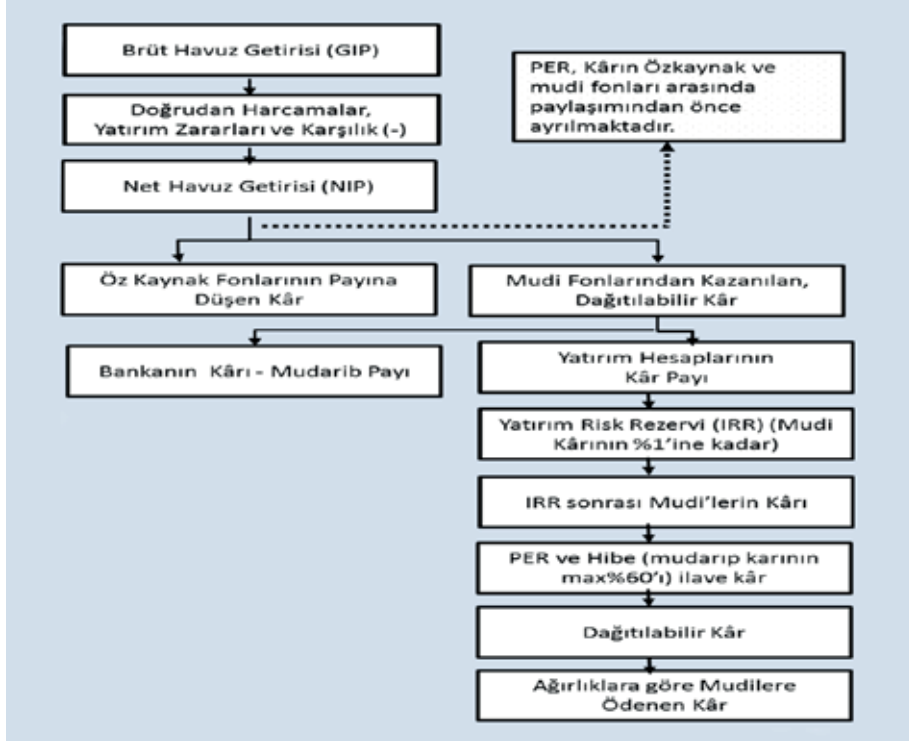 Brüt Havuz Getirisi (GIP)
PER, Kârın Özkaynak ve
mudi fonları arasında
paylaşımından önce
ayrılmaktadır.
Doğrudan Harcamalar,
Yatırım Zararları ve Karşılık (-)
Net Havuz Getirisi (NIP)
Öz Kaynak Fonlarının Payına
Düşen Kâr
Mudi Fonlarından Kazanılan,
Dağıtılabilir Kâr
Bankanın Kârı - Mudarib Payı
Yatırım Hesaplarının
Kâr Payı
Yatırım Risk Rezervi (IRR) (Mudi
Kârının %1'ine kadar)
IRR sonrası Mudi'lerin Kârı
PER ve Hibe (mudarıp karının
max%60'ı) ilave kâr
Dağıtılabilir Kâr
Ağırlıklara göre Mudilere
Ödenen Kâr